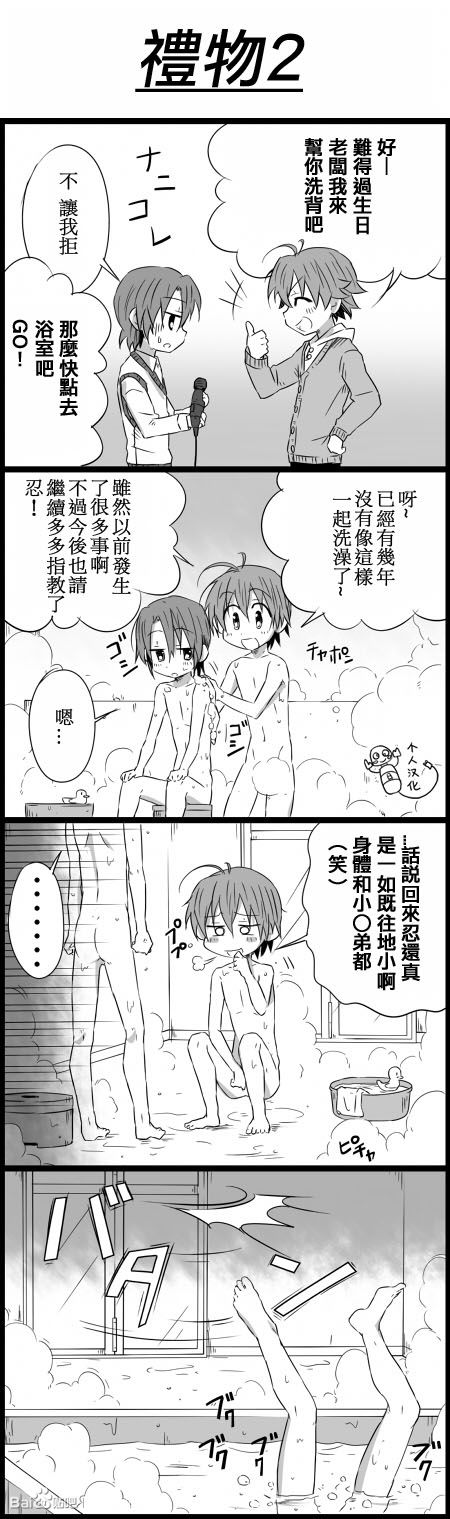 禮物2
好—
難得過生日
老闆我來
幫你洗背吧
ナニコレ
不 讓我拒
那麼快點去
浴室吧
GO！
呀~
已經有幾年
沒有像這樣
一起洗澡了~
雖然以前發生
了很多事啊
不過今後也請
繼續多多指教了
忍！
ゴシ
ゴシ
チャポン
嗯…
个人汉化
…話說回來忍還真
是一如既往地小啊
身體和小〇弟都
（笑）
ププ
・・・・・・
ピチャ
バタン
ブク
ブク
ブク
ブク
Bai 贴吧